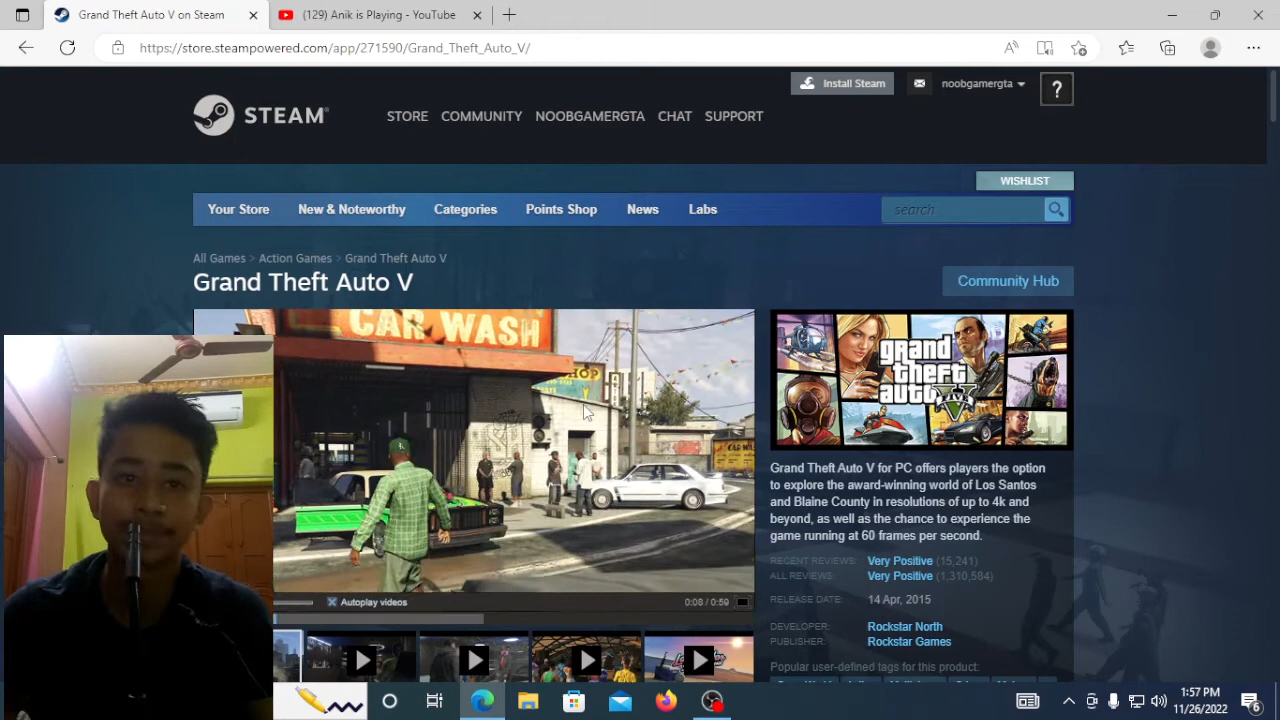 Grand Theft Auto V on Steam
(129) Anik is Playing - YouTube
https://store.steampowered.com/app/271590/Grand_Theft_Auto_V/
Install Steam
noobgamergta
?
STEAM
STORE COMMUNITY NOOBGAMERGTA CHAT SUPPORT
WISHLIST
Your Store New & Noteworthy Categories Points Shop News Labs
search
All Games > Action Games > Grand Theft Auto V
Grand Theft Auto V
Community Hub
CAR WASH
grand
theft
auto
V
Grand Theft Auto V for PC offers players the option
to explore the award-winning world of Los Santos
and Blaine County in resolutions of up to 4k and
beyond, as well as the chance to experience the
game running at 60 frames per second.
RECENT REVIEWS: Very Positive (15,241)
ALL REVIEWS: Very Positive (1,310,584)
RELEASE DATE: 14 Apr, 2015
DEVELOPER: Rockstar North
PUBLISHER: Rockstar Games
Popular user-defined tags for this product:
Autoplay videos
0:08 / 0:59
1:57 PM
11/26/2022
6